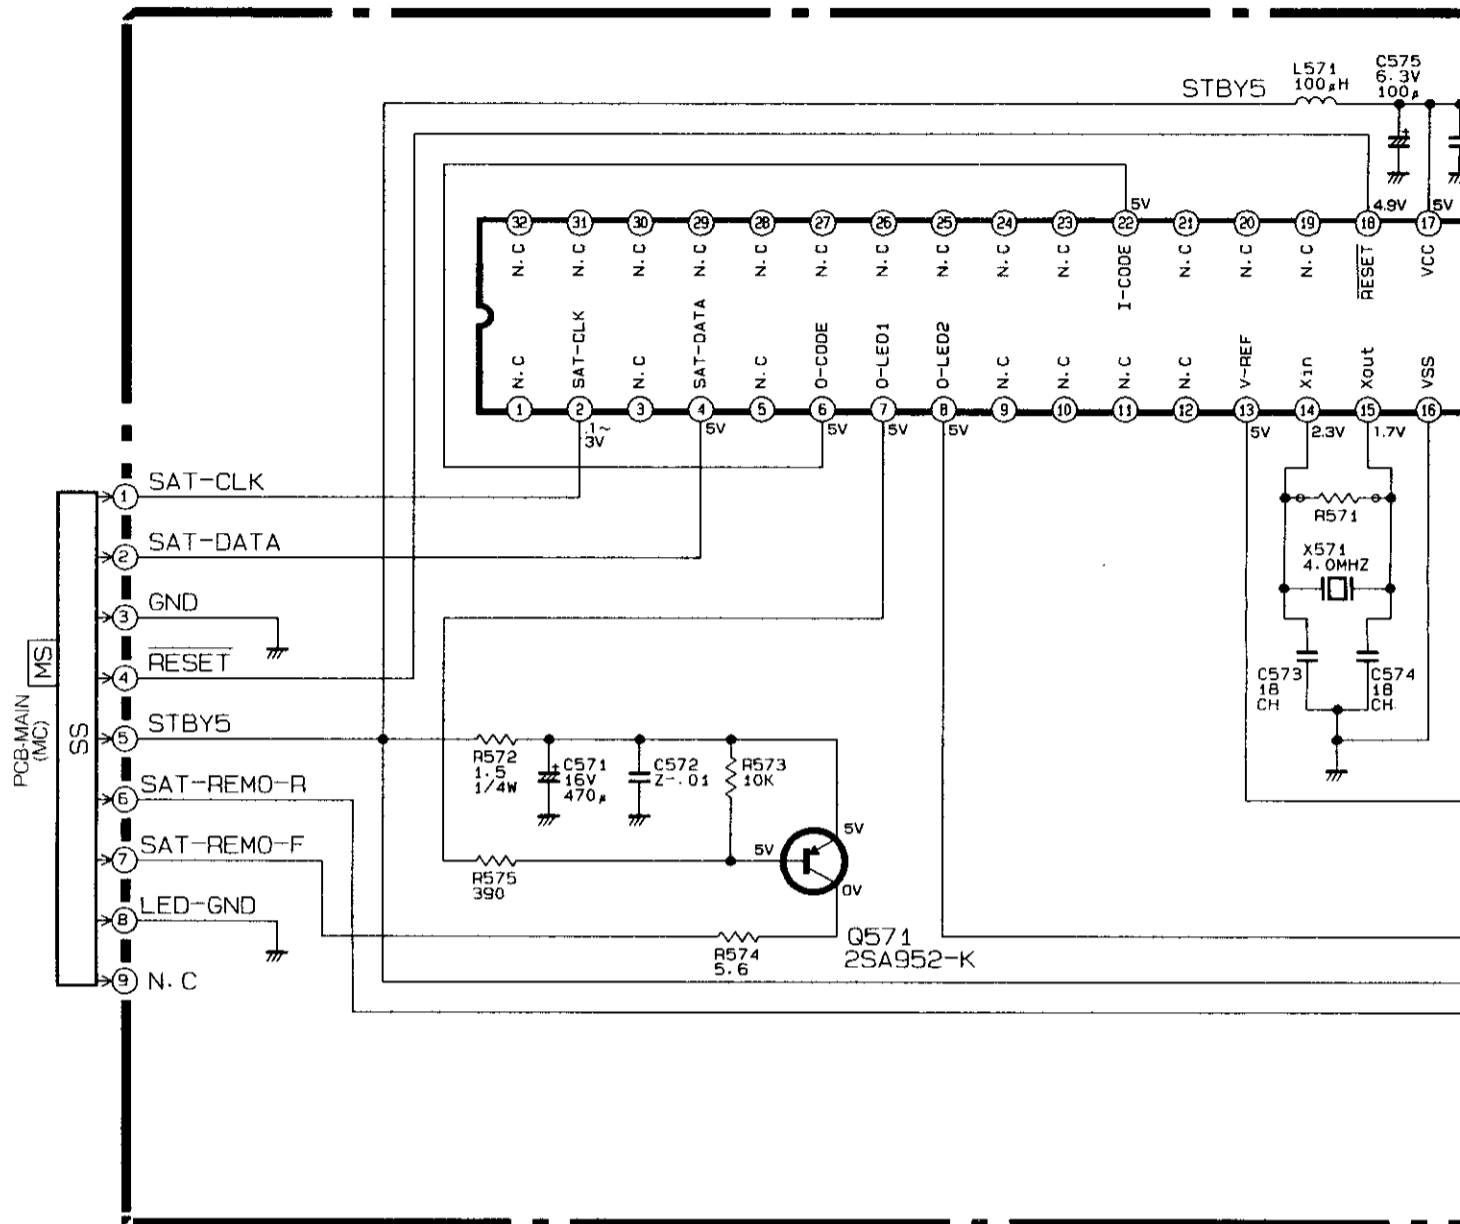 STBY5
L571
100µH
C575
6.3V
100µ
+
5V
4.9V
5V
32 31 30 29 28 27 26 25 24 23 22 21 20 19 18 17
N.C N.C N.C N.C N.C N.C N.C N.C N.C N.C I-CODE N.C N.C N.C RESET VCC
N.C SAT-CLK N.C SAT-DATA N.C O-CODE O-LED1 O-LED2 N.C N.C N.C N.C V-REF Xin Xout VSS
1 2 3 4 5 6 7 8 9 10 11 12 13 14 15 16
.1~
3V
5V
5V
5V
5V
5V
2.3V
1.7V
1 SAT-CLK
2 SAT-DATA
3 GND
4 RESET
5 STBY5
6 SAT-REMO-R
7 SAT-REMO-F
8 LED-GND
9 N.C
PCB-MAIN
(MC)
MS
SS
R571
X571
4.0MHZ
C573
18
CH
C574
18
CH
R572
1.5
1/4W
+
C571
16V
470µ
C572
Z-.01
R573
10K
5V
5V
0V
R575
390
R574
5.6
Q571
2SA952-K